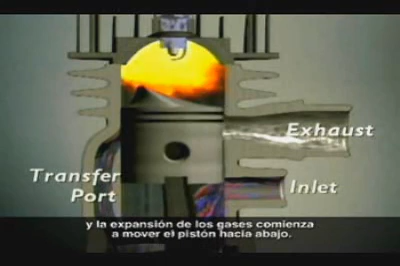 Exhaust
Transfer
Port
Inlet
y la expansión de los gases comienza
a mover el pistón hacia abajo.